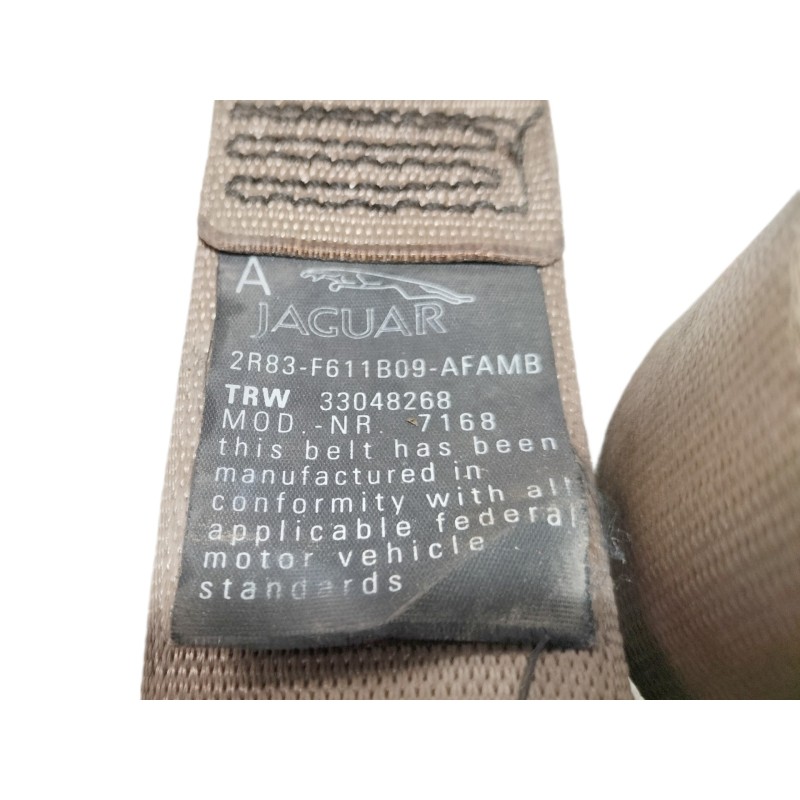 A
JAGUAR
2R83-F611B09-AFAMB
TRW 33048268
MOD.-NR. 7168
this belt has been
manufactured in
conformity with all
applicable federal
motor vehicle
standards